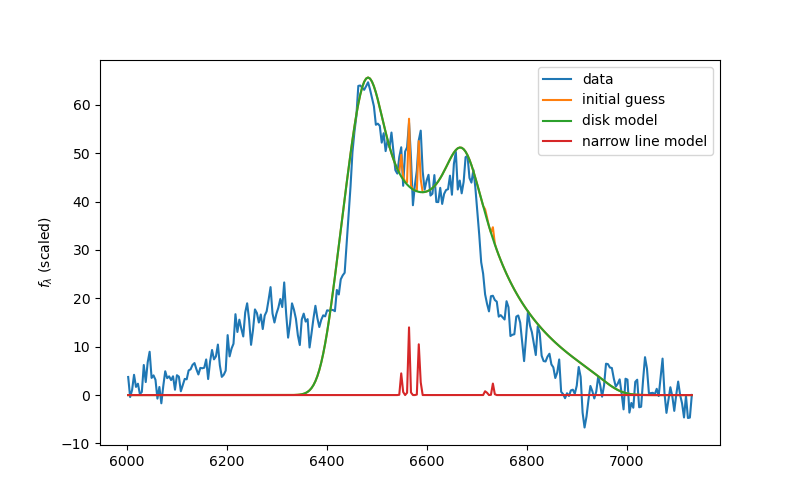 data
initial guess
disk model
narrow line model
60
50
40
30
20
10
0
−10
fλ (scaled)
6000 6200 6400 6600 6800 7000